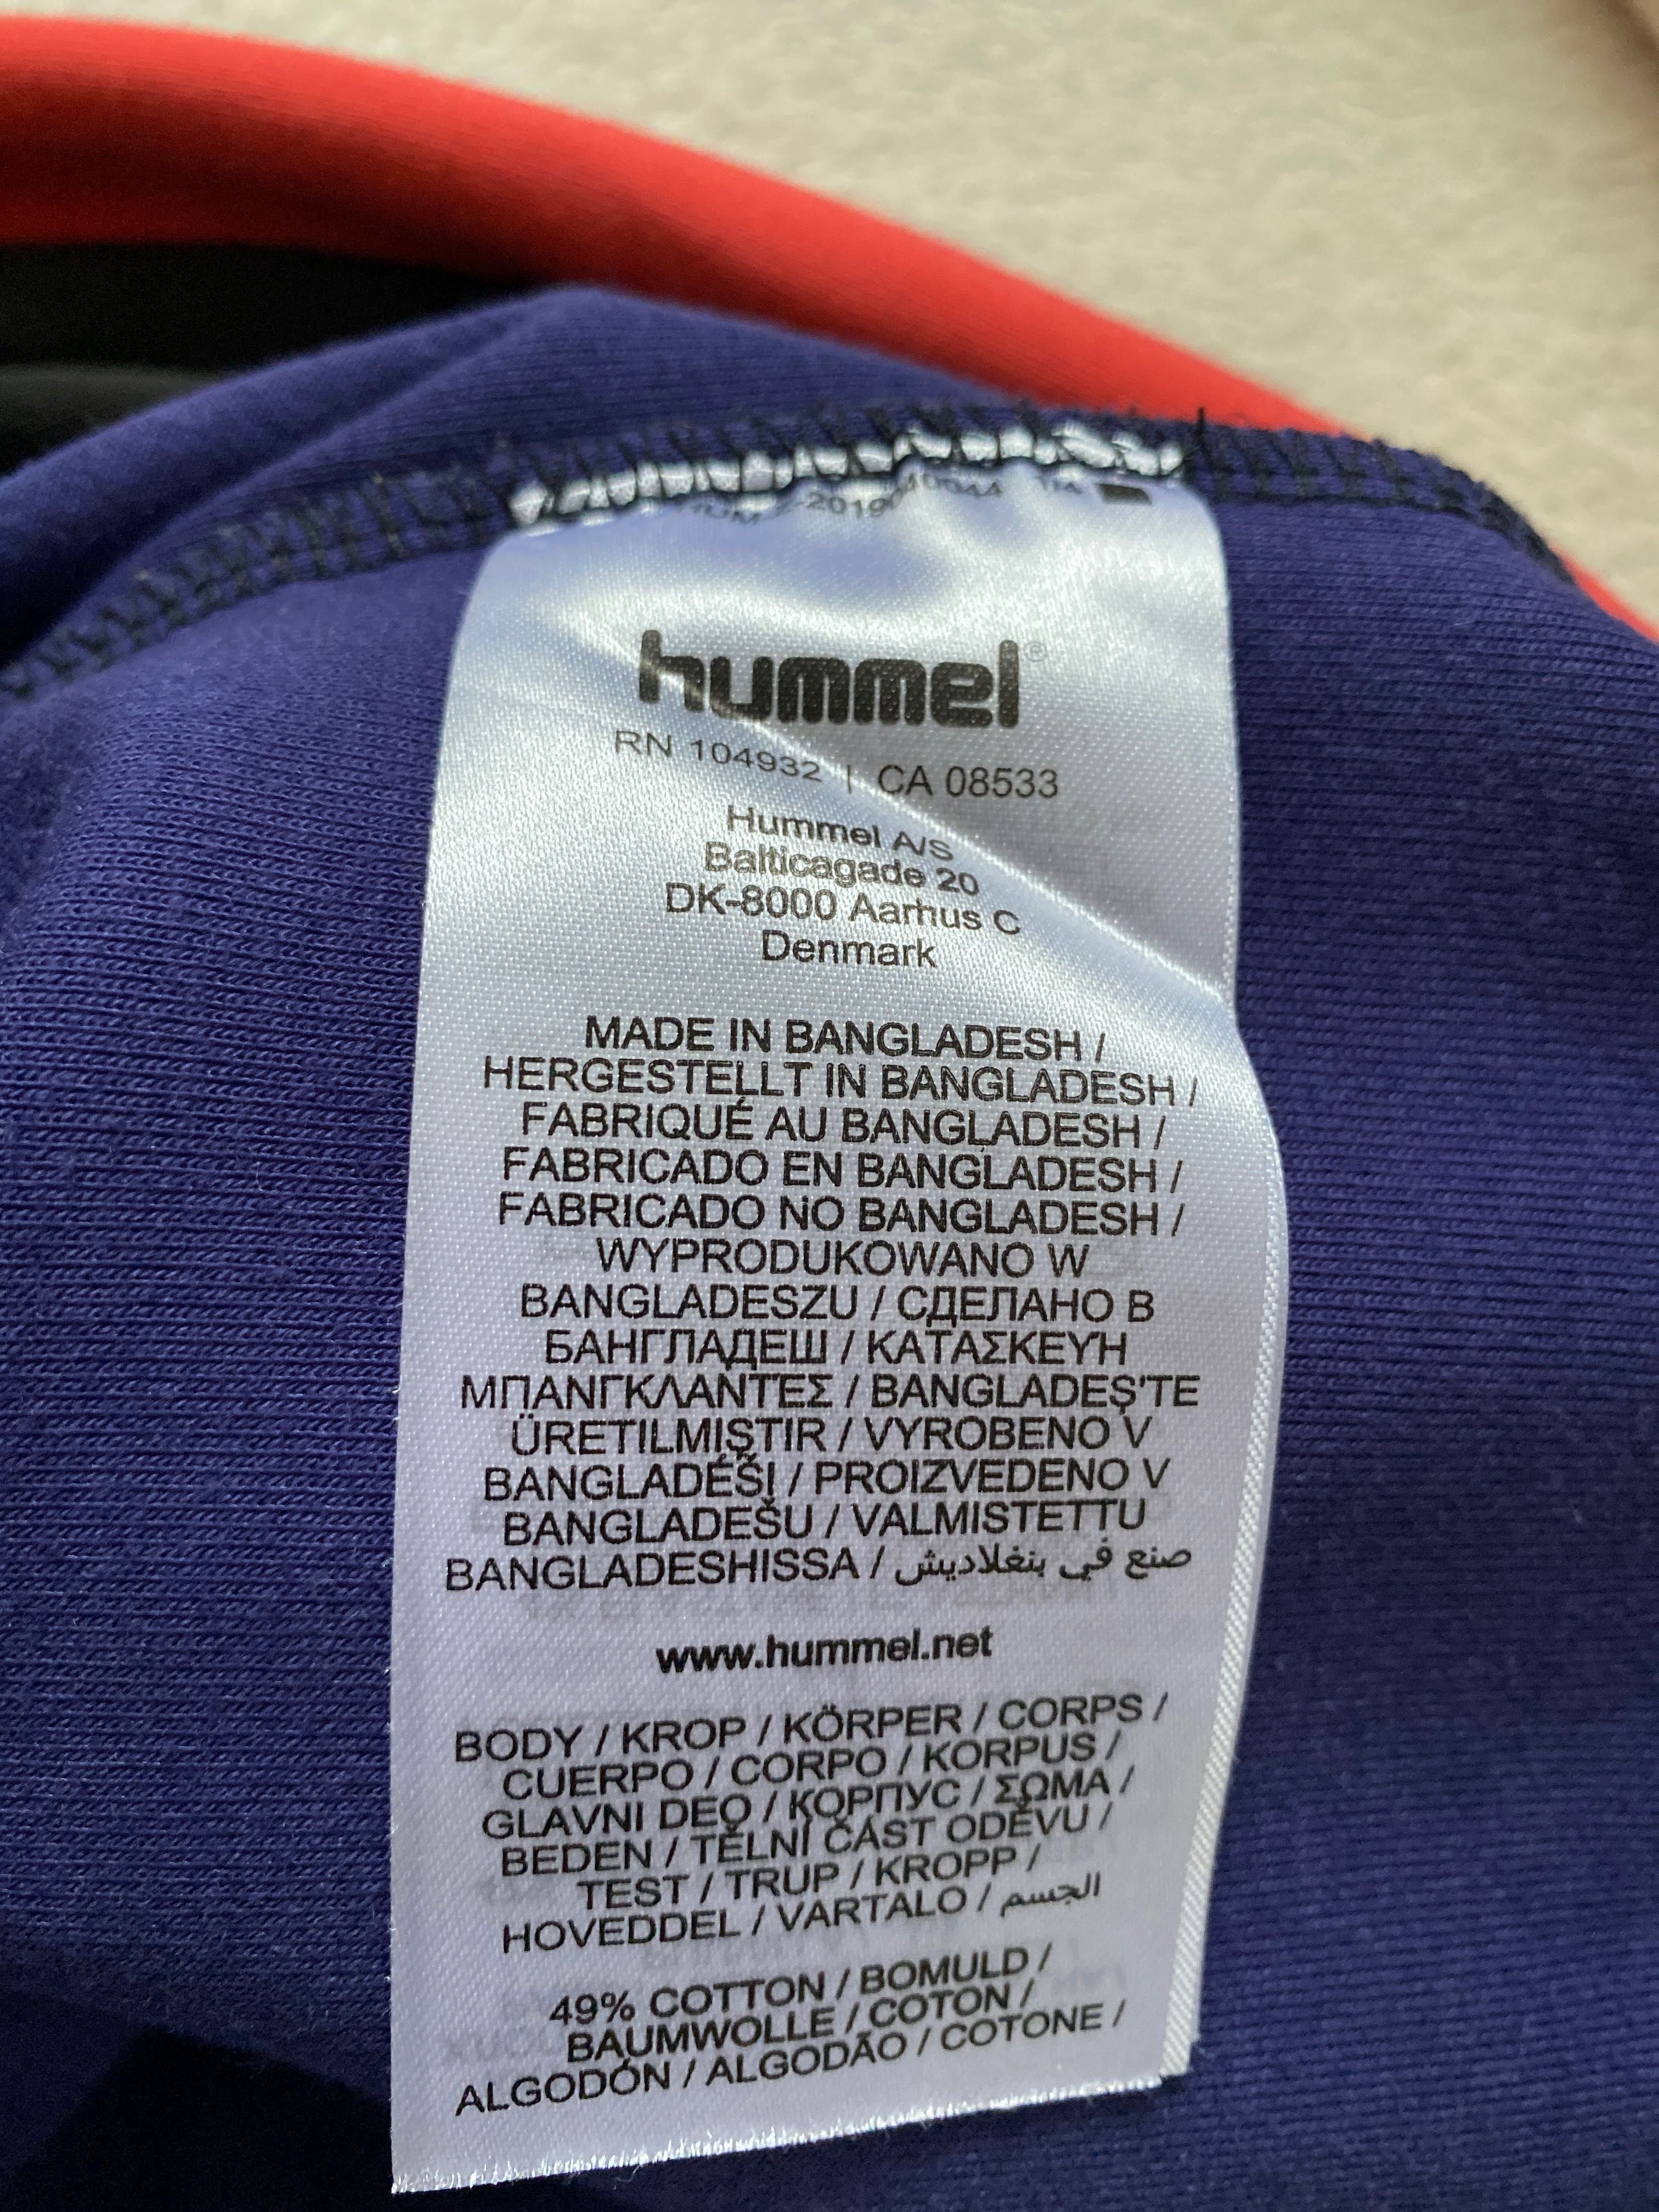 hummel®
RN 104932 | CA 08533
Hummel A/S
Balticagade 20
DK-8000 Aarhus C
Denmark
MADE IN BANGLADESH /
HERGESTELLT IN BANGLADESH /
FABRIQUÉ AU BANGLADESH /
FABRICADO EN BANGLADESH /
FABRICADO NO BANGLADESH /
WYPRODUKOWANO W
BANGLADESZU / СДЕЛАНО В
БАНГЛАДЕШ / ΚΑΤΑΣΚΕΥΉ
ΜΠΑΝΓΚΛΑΝΤΈΣ / BANGLADEŞ'TE
ÜRETILMIŞTIR / VYROBENO V
BANGLADÉŠI / PROIZVEDENO V
BANGLADEŠU / VALMISTETTU
BANGLADESHISSA / صنع في بنغلاديش
www.hummel.net
BODY / KROP / KÖRPER / CORPS /
CUERPO / CORPO / KORPUS /
GLAVNI DEO / КОРПУС / ΣΩΜΑ /
BEDEN / TĚLNÍ ČÁST ODĚVU /
TEST / TRUP / KROPP /
HOVEDDEL / VARTALO / الجسم
49% COTTON / BOMULD /
BAUMWOLLE / COTON /
ALGODÓN / ALGODÃO / COTONE /